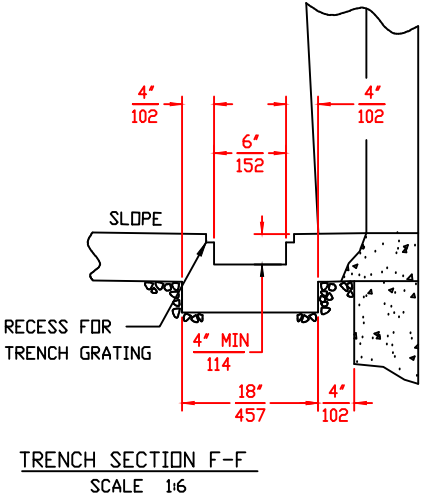 4"
102
4"
102
6"
152
SLOPE
RECESS FOR
TRENCH GRATING
4" MIN
114
18"
457
4"
102
TRENCH SECTION F-F
SCALE 1:6